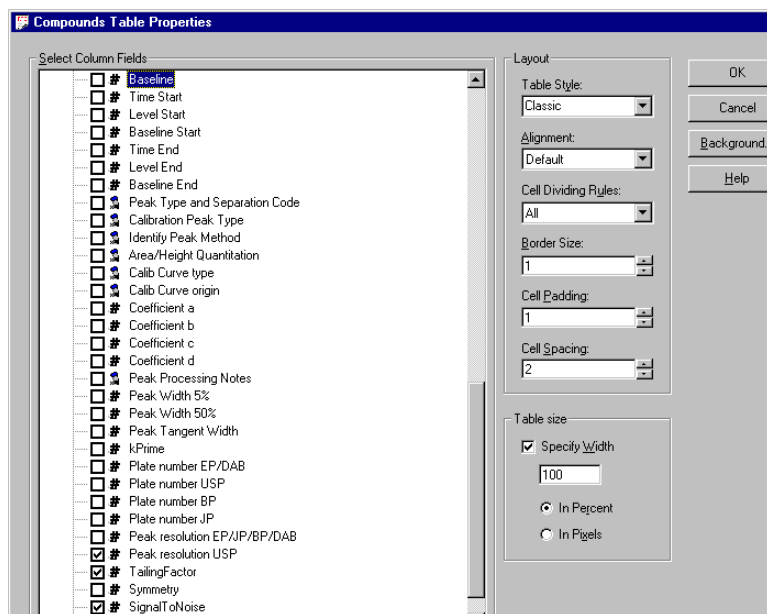 Compounds Table Properties
Select Column Fields
# Baseline
# Time Start
# Level Start
# Baseline Start
# Time End
# Level End
# Baseline End
Peak Type and Separation Code
Calibration Peak Type
Identify Peak Method
Area/Height Quantitation
Calib Curve type
Calib Curve origin
# Coefficient a
# Coefficient b
# Coefficient c
# Coefficient d
Peak Processing Notes
# Peak Width 5%
# Peak Width 50%
# Peak Tangent Width
# kPrime
# Plate number EP/DAB
# Plate number USP
# Plate number BP
# Plate number JP
# Peak resolution EP/JP/BP/DAB
# Peak resolution USP
# TailingFactor
# Symmetry
# SignalToNoise
Layout
Table Style:
Classic
Alignment:
Default
Cell Dividing Rules:
All
Border Size:
1
Cell Padding:
1
Cell Spacing:
2
Table size
Specify Width
100
In Percent
In Pixels
OK
Cancel
Background.
Help